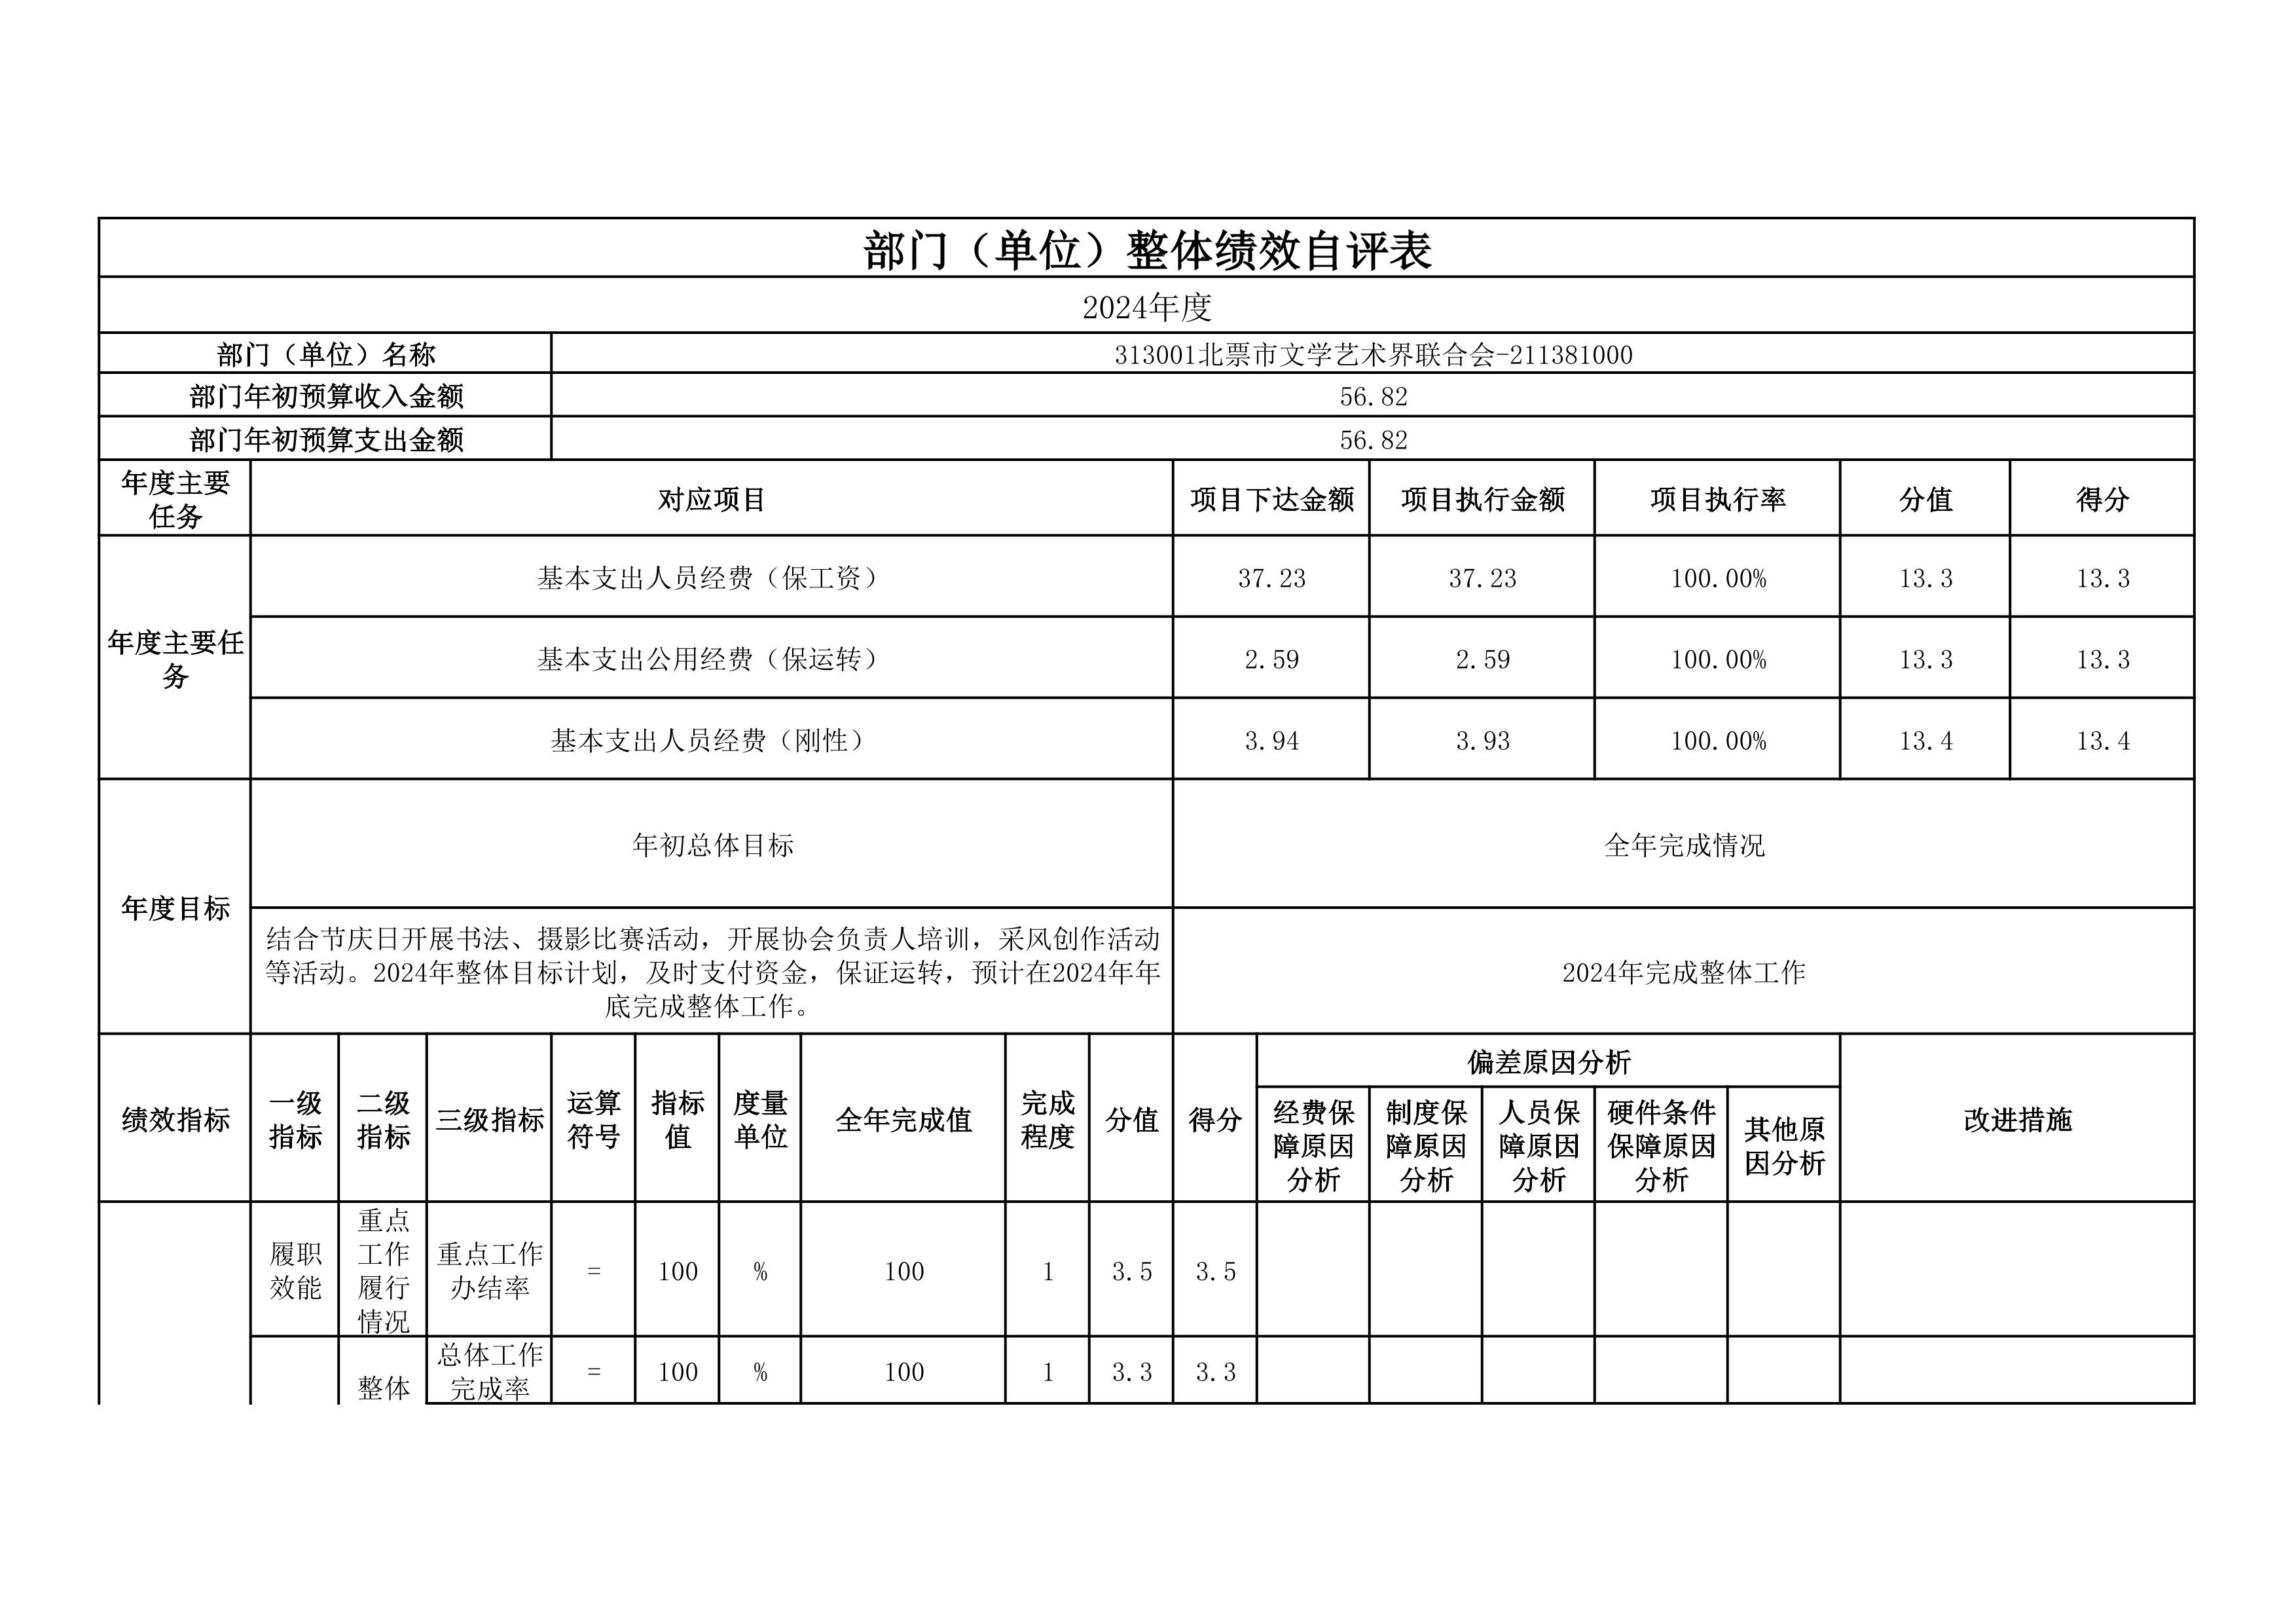 部门（单位）整体绩效自评表
2024年度
部门（单位）名称 313001北票市文学艺术界联合会-211381000
部门年初预算收入金额 56.82
部门年初预算支出金额 56.82
年度主要
任务
对应项目 项目下达金额 项目执行金额 项目执行率 分值 得分
年度主要任
务
基本支出人员经费（保工资） 37.23 37.23 100.00% 13.3 13.3
基本支出公用经费（保运转） 2.59 2.59 100.00% 13.3 13.3
基本支出人员经费（刚性） 3.94 3.93 100.00% 13.4 13.4
年度目标
年初总体目标 全年完成情况
结合节庆日开展书法、摄影比赛活动，开展协会负责人培训，采风创作活动
等活动。2024年整体目标计划，及时支付资金，保证运转，预计在2024年年
底完成整体工作。
2024年完成整体工作
绩效指标
一级
指标
二级
指标
三级指标
运算
符号
指标
值
度量
单位
全年完成值
完成
程度
分值
得分
偏差原因分析
经费保
障原因
分析
制度保
障原因
分析
人员保
障原因
分析
硬件条件
保障原因
分析
其他原
因分析
改进措施
履职
效能
重点
工作
履行
情况
重点工作
办结率
= 100 % 100 1 3.5 3.5
整体
总体工作
完成率
= 100 % 100 1 3.3 3.3